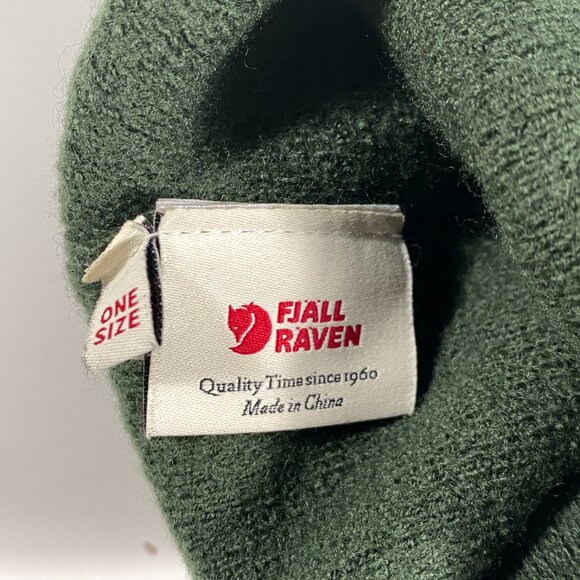 ONE
SIZE
FJÄLL
RÄVEN
Quality Time since 1960
Made in China